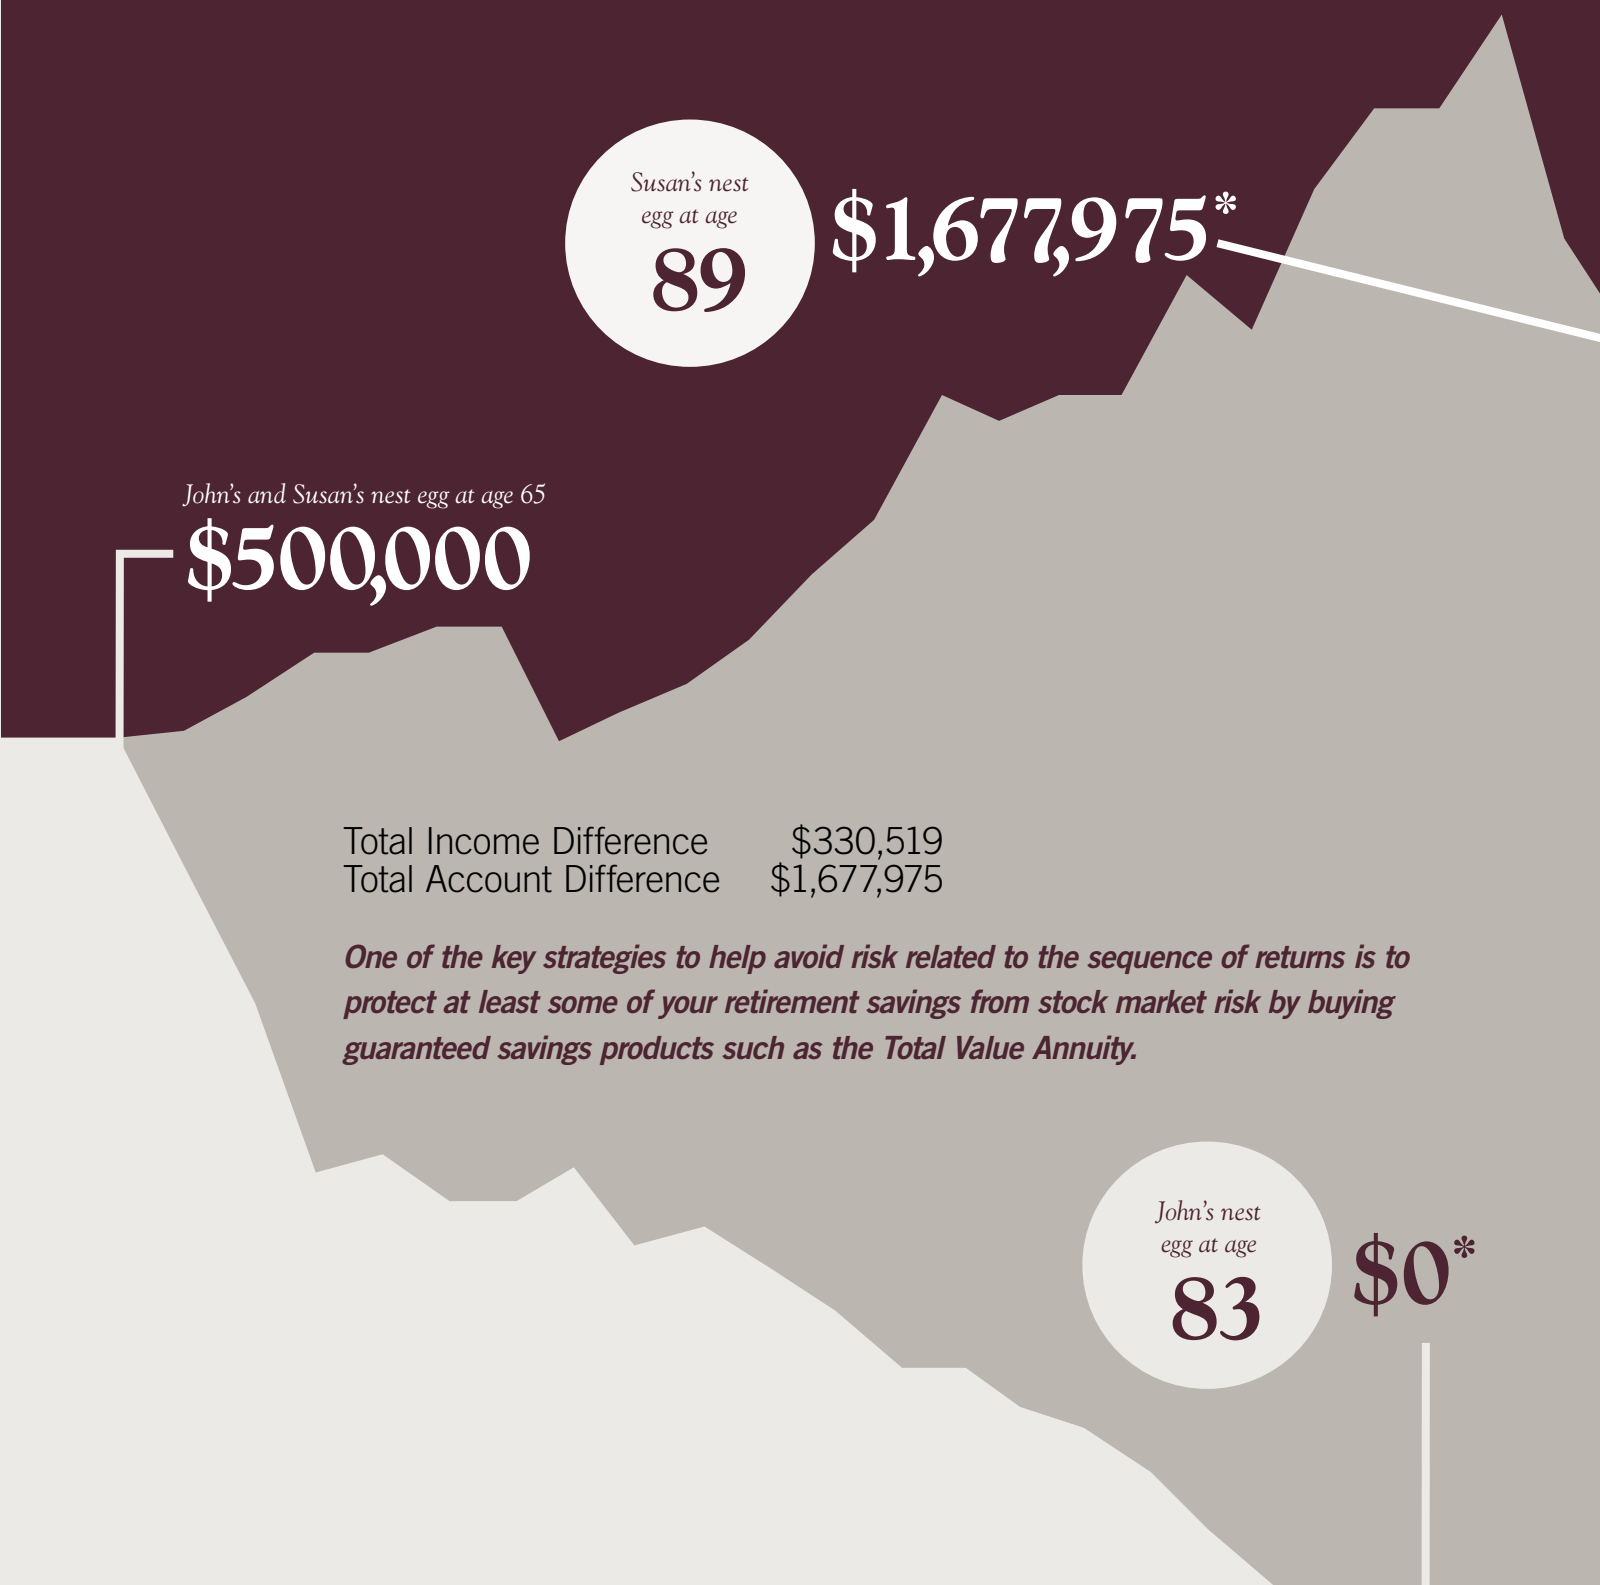 Susan's nest
egg at age
89
$1,677,975*
John's and Susan's nest egg at age 65
$500,000
Total Income Difference $330,519
Total Account Difference $1,677,975
One of the key strategies to help avoid risk related to the sequence of returns is to
protect at least some of your retirement savings from stock market risk by buying
guaranteed savings products such as the Total Value Annuity.
John's nest
egg at age
83
$0*